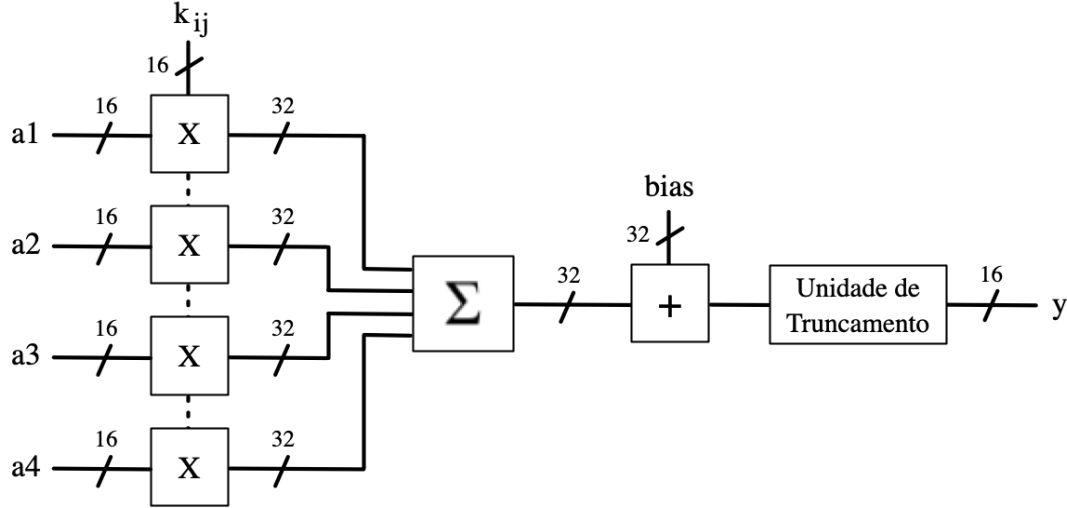 k ij
16
16
32
a1
X
16
32
a2
X
bias
16
32
32
a3
X
Σ
32
+
Unidade de
Truncamento
16
y
16
32
a4
X